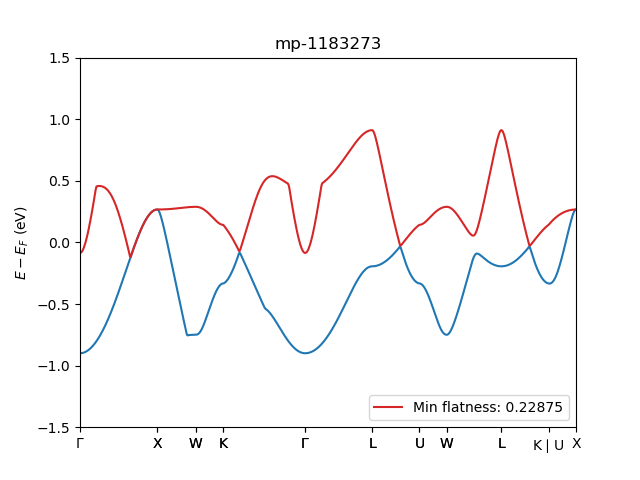 mp-1183273
1.5
1.0
0.5
0.0
−0.5
−1.0
−1.5
E − E_F (eV)
Min flatness: 0.22875
Γ X W K Γ L U W L K | U X